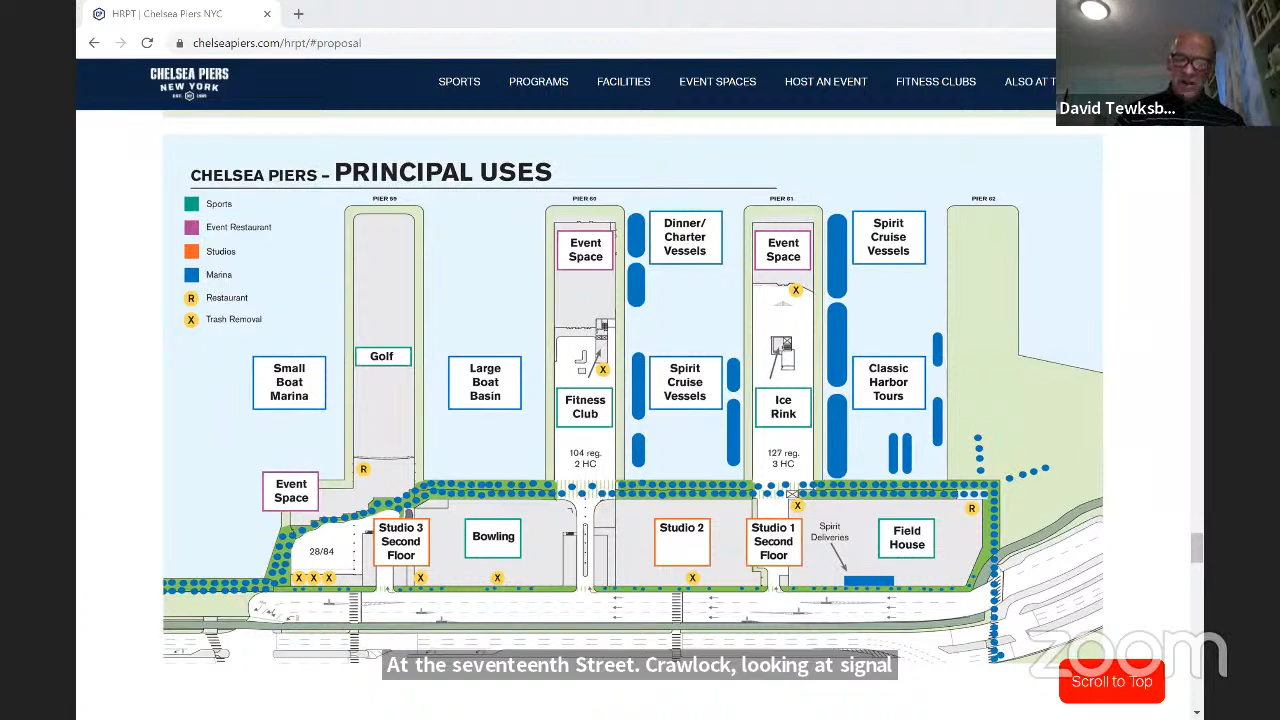 HRPT | Chelsea Piers NYC
chelseapiers.com/hrpt/#proposal
CHELSEA PIERS
NEW YORK
EST. 1995
SPORTS PROGRAMS FACILITIES EVENT SPACES HOST AN EVENT FITNESS CLUBS ALSO AT T
David Tewksb...
CHELSEA PIERS – PRINCIPAL USES
Sports
Event Restaurant
Studios
Marina
R Restaurant
X Trash Removal
PIER 59
PIER 60
PIER 61
PIER 62
Event
Space
Dinner/
Charter
Vessels
Event
Space
Spirit
Cruise
Vessels
X
Golf
Small
Boat
Marina
Large
Boat
Basin
X
Spirit
Cruise
Vessels
Classic
Harbor
Tours
Fitness
Club
Ice
Rink
104 reg.
2 HC
127 reg.
3 HC
R
Event
Space
X
R
Studio 3
Second
Floor
Bowling
Studio 2
Studio 1
Second
Floor
Spirit
Deliveries
Field
House
28/84
X X X
X
X
X
At the seventeenth Street. Crawlock, looking at signal
zoom
Scroll to Top